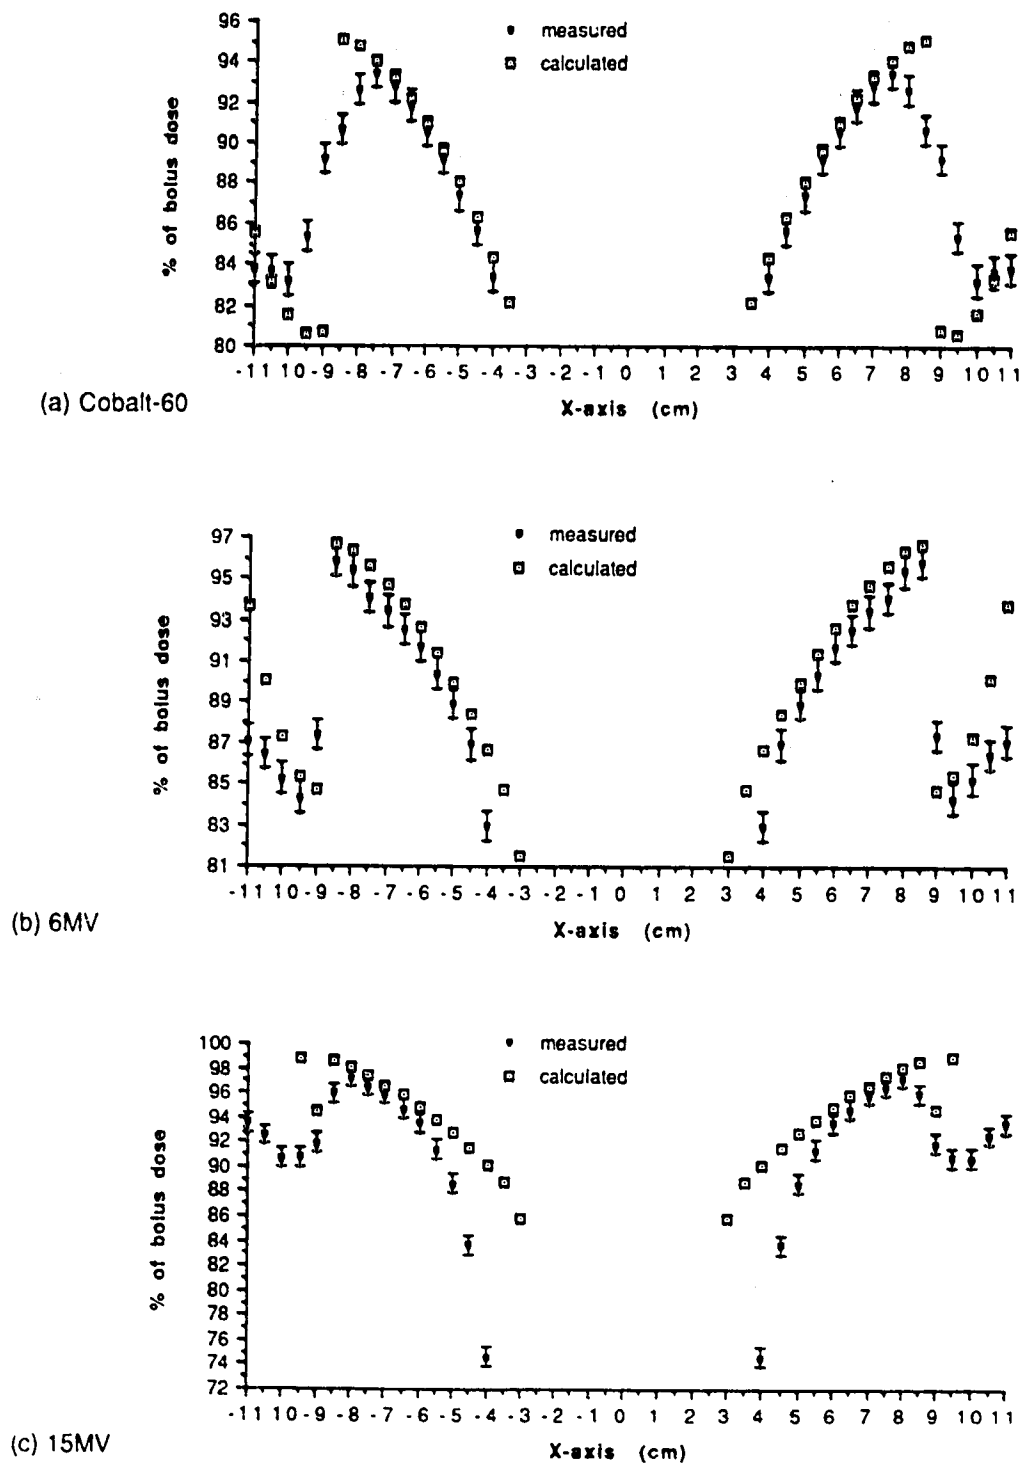 96
94
92
90
88
86
84
82
80
% of bolus dose
measured
calculated
-11 10 -9 -8 -7 -6 -5 -4 -3 -2 -1 0 1 2 3 4 5 6 7 8 9 10 11
X-axis (cm)
(a) Cobalt-60
97
95
93
91
89
87
85
83
81
% of bolus dose
measured
calculated
-11 10 -9 -8 -7 -6 -5 -4 -3 -2 -1 0 1 2 3 4 5 6 7 8 9 10 11
X-axis (cm)
(b) 6MV
100
98
96
94
92
90
88
86
84
82
80
78
76
74
72
% of bolus dose
measured
calculated
-11 10 -9 -8 -7 -6 -5 -4 -3 -2 -1 0 1 2 3 4 5 6 7 8 9 10 11
X-axis (cm)
(c) 15MV